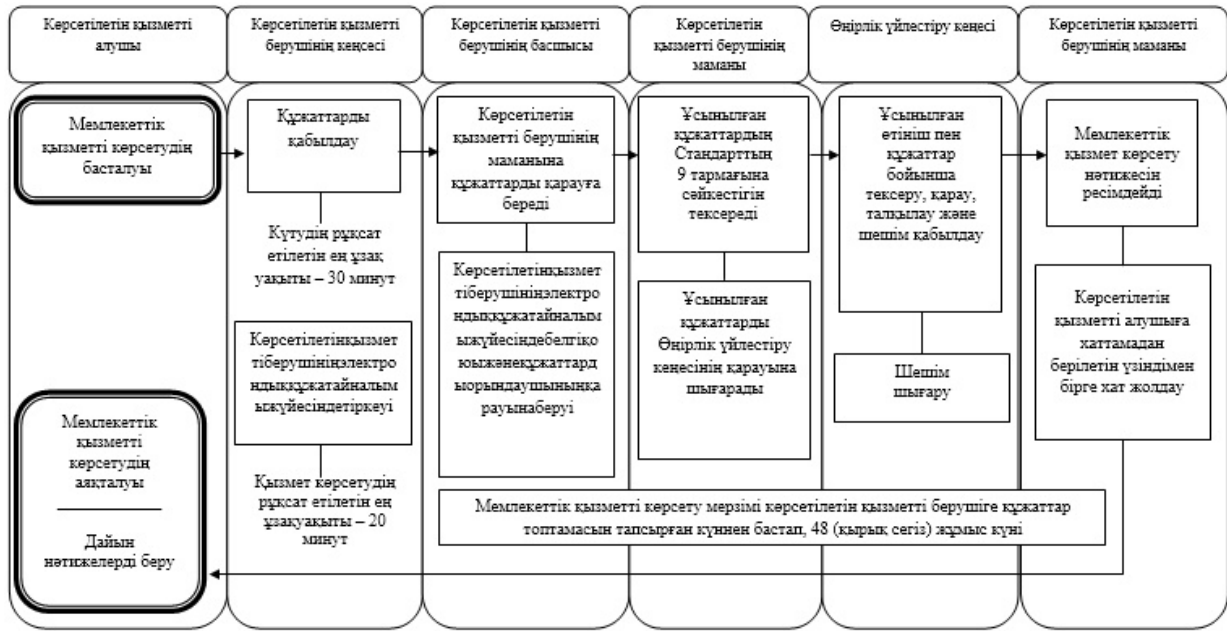 Көрсетілетін қызметті
алушы
Көрсетілетін қызметті
берушінің кеңсесі
Көрсетілетін қызметті
берушінің басшысы
Көрсетілетін
қызметті берушінің
маманы
Өңірлік үйлестіру кеңесі
Көрсетілетін қызметті
берушінің маманы
Мемлекеттік
қызметті көрсетудің
басталуы
Құжаттарды
қабылдау
Күтудің рұқсат
етілетін ең ұзақ
уақыты – 30 минут
Көрсетілетінқызмет
тіберушініңэлектро
ндыққұжатайналым
ыжүйесіндетіркеуі
Қызмет көрсетудің
рұқсат етілетін ең
ұзақуақыты – 20
минут
Көрсетілетін
қызметті берушінің
маманына
құжаттарды қарауға
береді
Көрсетілетінқызмет
тіберушініңэлектро
ндыққұжатайналым
ыжүйесіндебелгіқо
юыжәнеқұжаттард
ыорындаушыныңқа
рауынаберуі
Ұсынылған
құжаттардың
Стандарттың
9 тармағына
сәйкестігін
тексереді
Ұсынылған
құжаттарды
Өңірлік үйлестіру
кеңесінің қарауына
шығарады
Ұсынылған
өтініш пен
құжаттар
бойынша
тексеру, қарау,
талқылау және
шешім қабылдау
Шешім
шығару
Мемлекеттік
қызмет көрсету
нәтижесін
ресімдейді
Көрсетілетін
қызметті алушыға
хаттамадан
берілетін үзіндімен
бірге хат жолдау
Мемлекеттік қызметті көрсету мерзімі көрсетілетін қызметті берушіге құжаттар
топтамасын тапсырған күннен бастап, 48 (қырық сегіз) жұмыс күні
Мемлекеттік
қызметті
көрсетудің
аяқталуы
Дайын
нәтижелерді беру